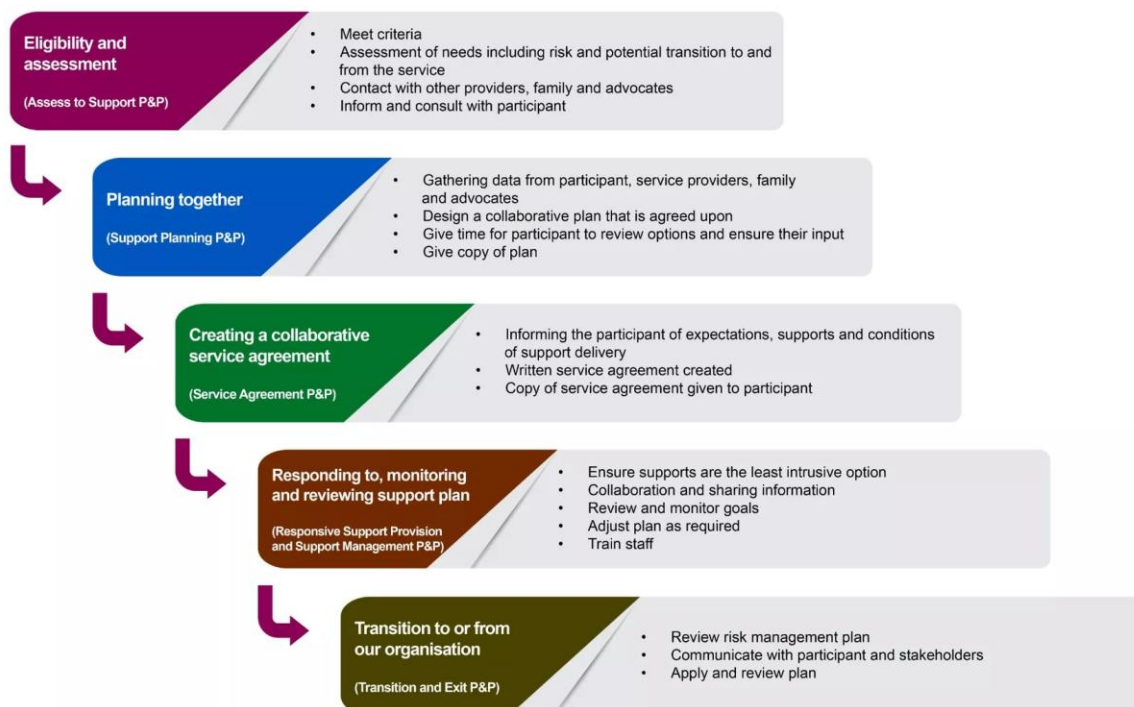 Eligibility and
assessment
(Assess to Support P&P)
• Meet criteria
• Assessment of needs including risk and potential transition to and
from the service
• Contact with other providers, family and advocates
• Inform and consult with participant
Planning together
(Support Planning P&P)
• Gathering data from participant, service providers, family
and advocates
• Design a collaborative plan that is agreed upon
• Give time for participant to review options and ensure their input
• Give copy of plan
Creating a collaborative
service agreement
(Service Agreement P&P)
• Informing the participant of expectations, supports and conditions
of support delivery
• Written service agreement created
• Copy of service agreement given to participant
Responding to, monitoring
and reviewing support plan
(Responsive Support Provision
and Support Management P&P)
• Ensure supports are the least intrusive option
• Collaboration and sharing information
• Review and monitor goals
• Adjust plan as required
• Train staff
Transition to or from
our organisation
(Transition and Exit P&P)
• Review risk management plan
• Communicate with participant and stakeholders
• Apply and review plan